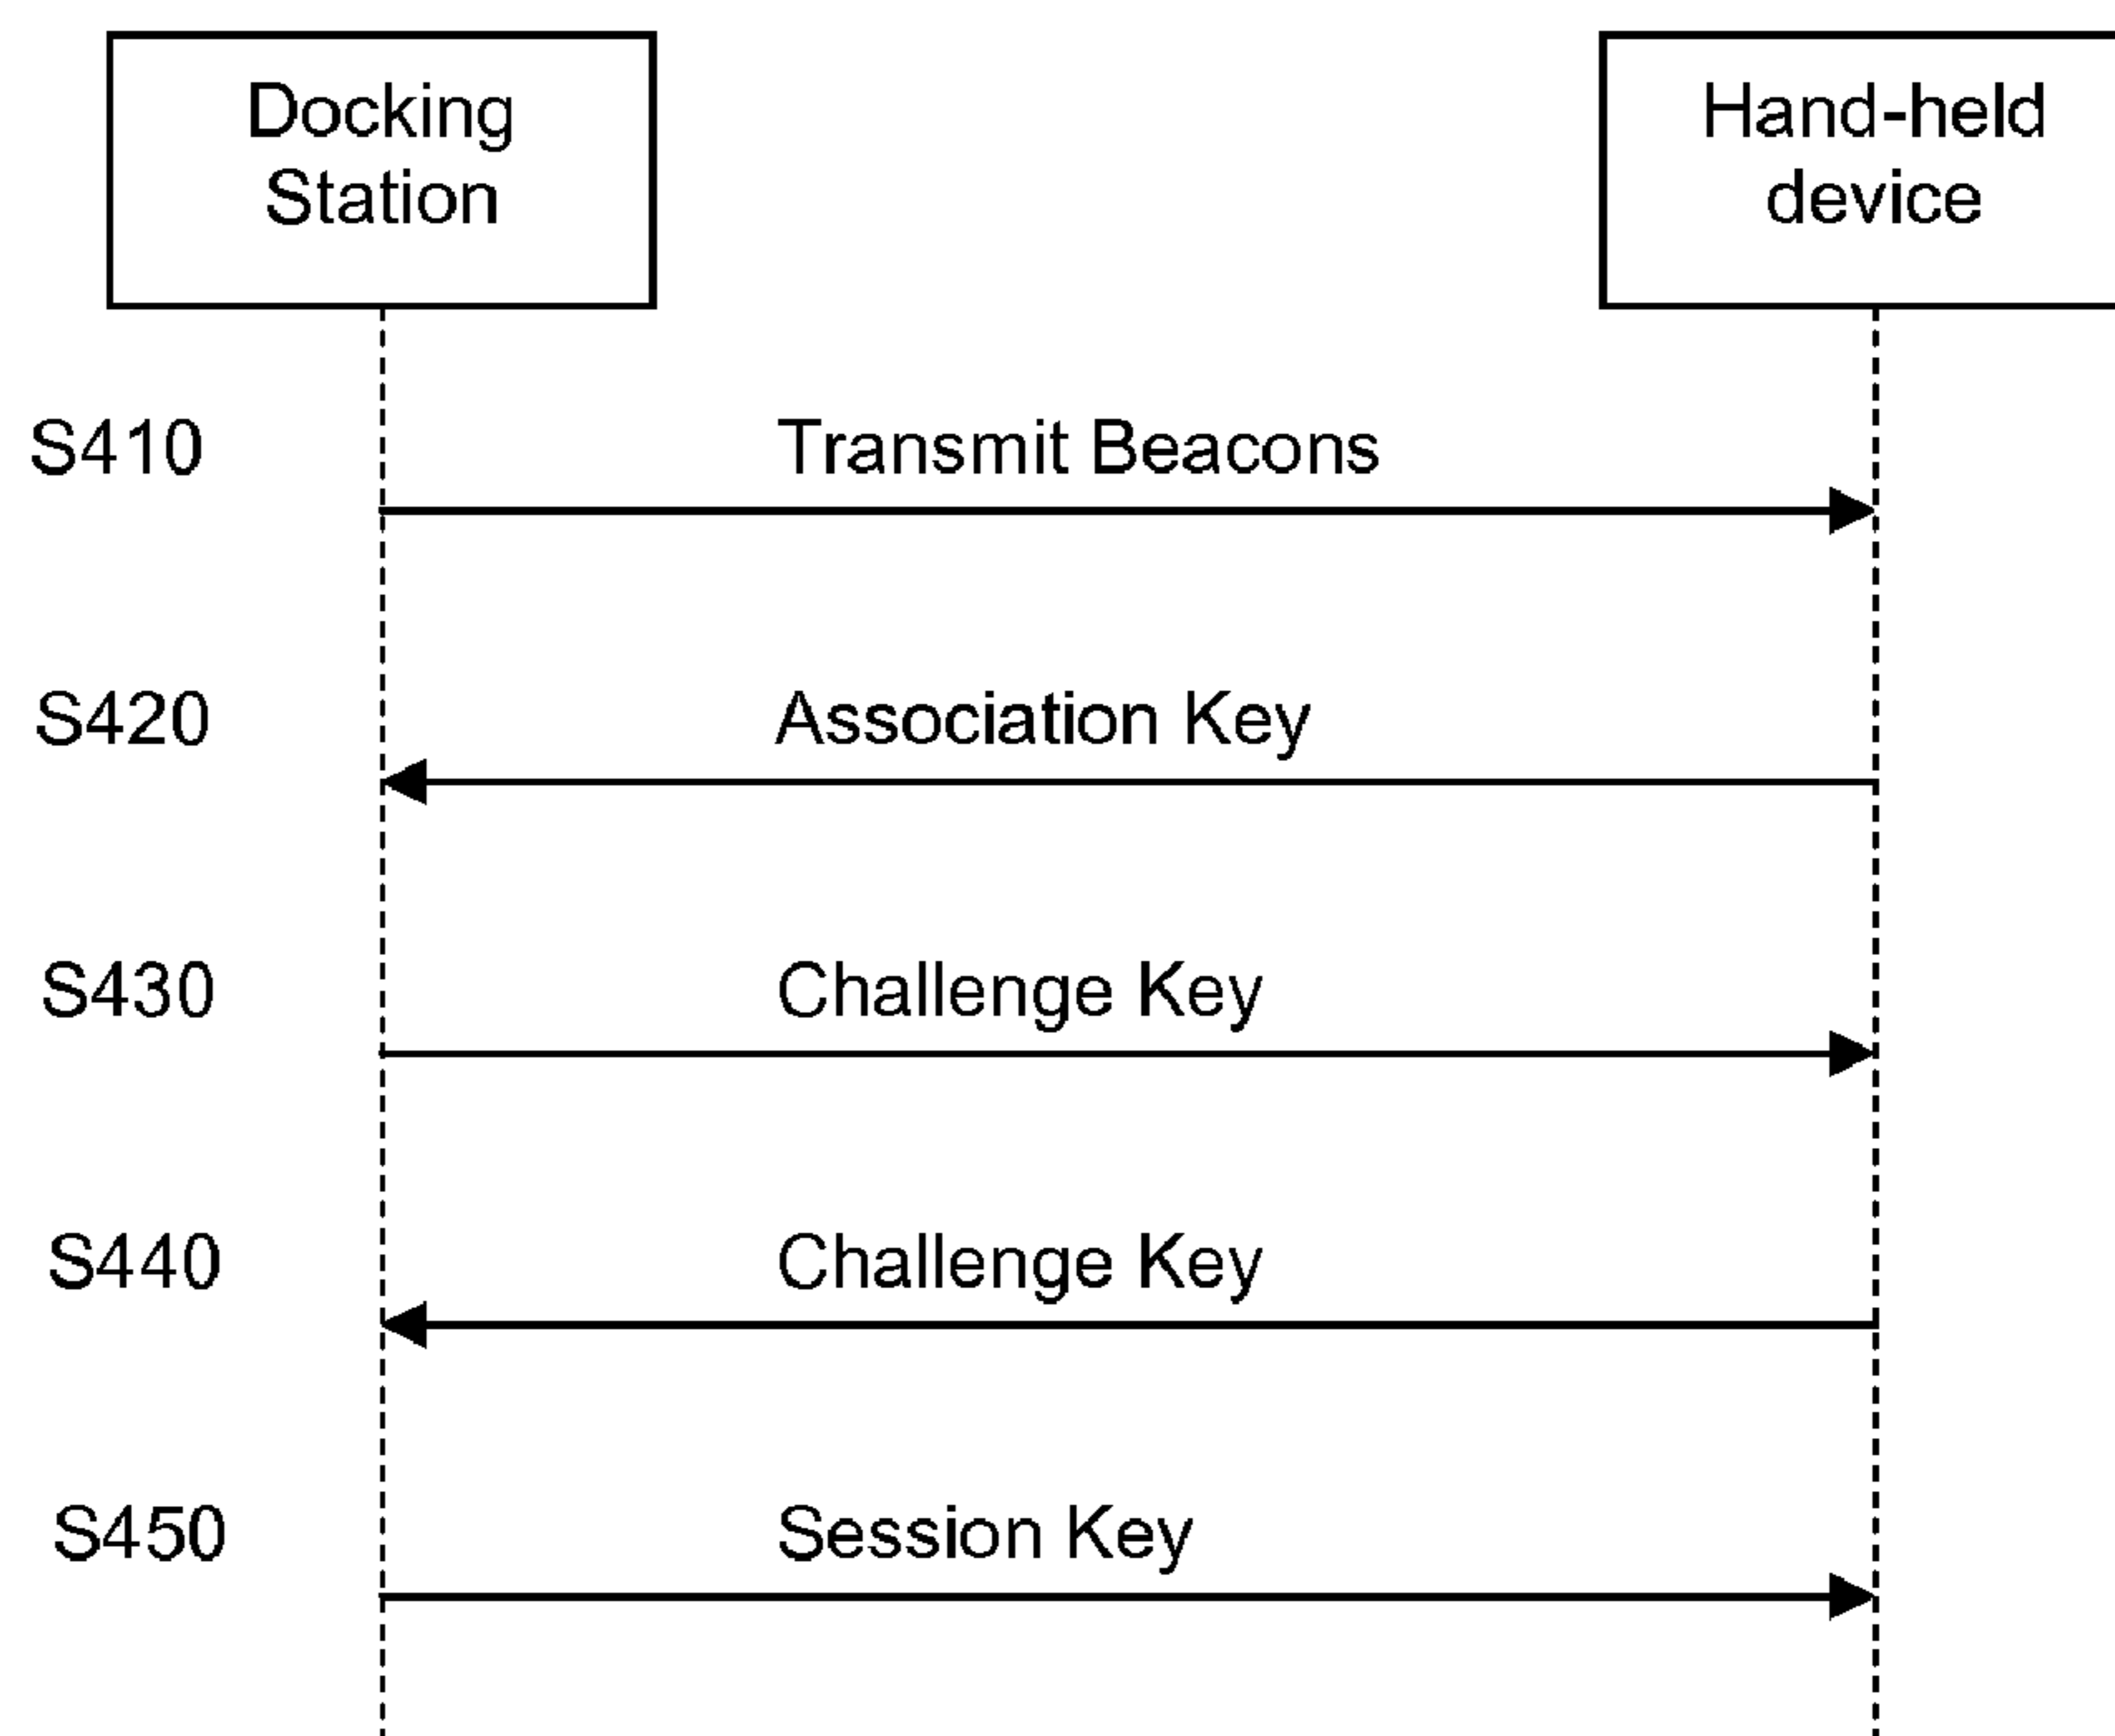 Docking
Station
Hand-held
device
S410
Transmit Beacons
S420
Association Key
S430
Challenge Key
S440
Challenge Key
S450
Session Key